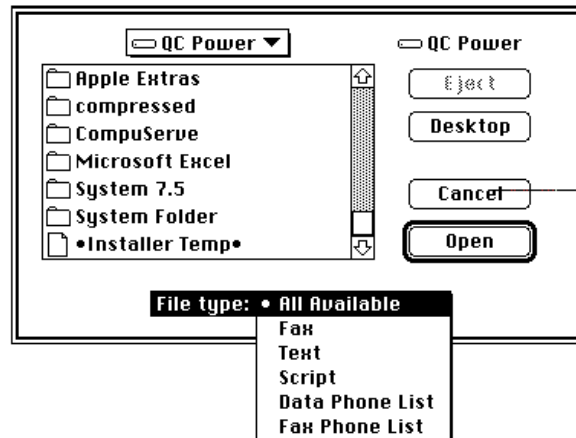 QC Power
QC Power
Apple Extras
compressed
CompuServe
Microsoft Excel
System 7.5
System Folder
•Installer Temp•
Eject
Desktop
Cancel
Open
File type: • All Available
Fax
Text
Script
Data Phone List
Fax Phone List